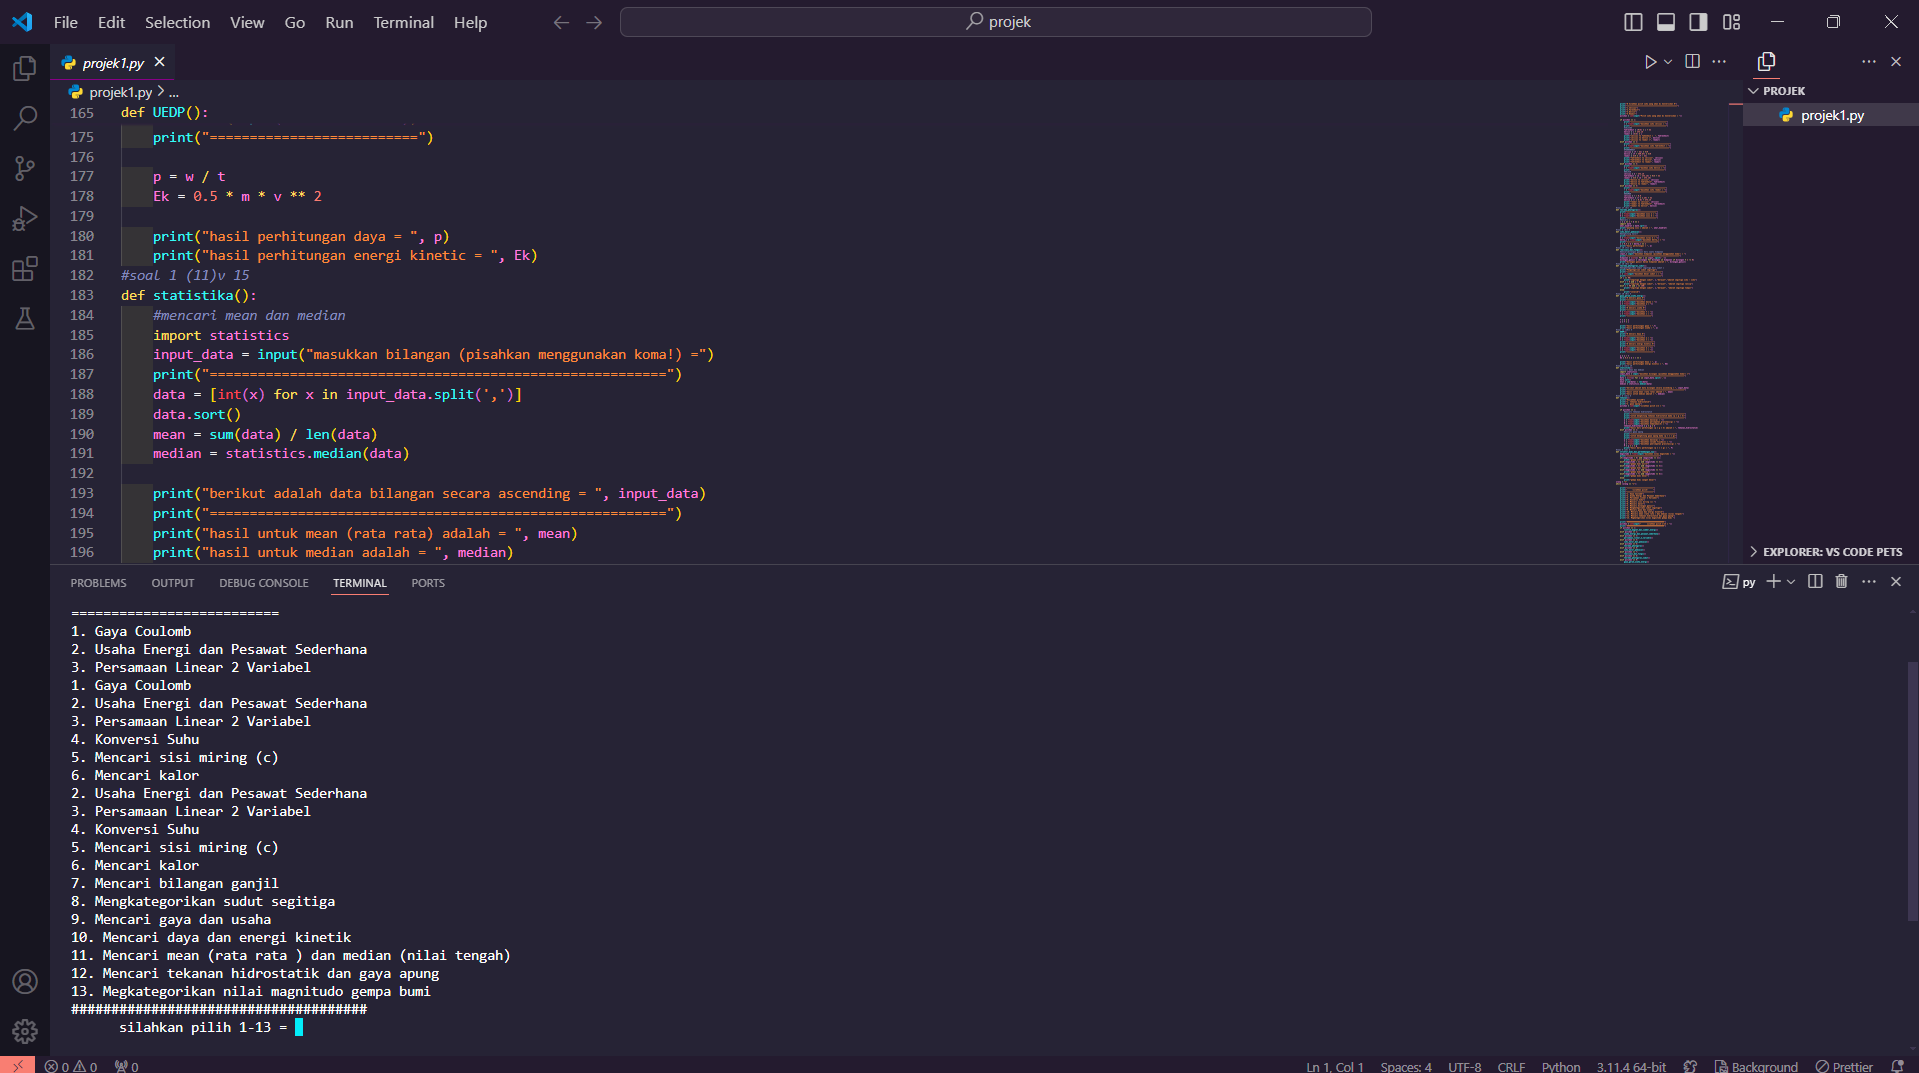 File Edit Selection View Go Run Terminal Help
projek
projek1.py
projek1.py > ...
165 def UEDP():
175 print("==========================")
176
177 p = w / t
178 Ek = 0.5 * m * v ** 2
179
180 print("hasil perhitungan daya = ", p)
181 print("hasil perhitungan energi kinetic = ", Ek)
182 #soal 1 (11)v 15
183 def statistika():
184 #mencari mean dan median
185 import statistics
186 input_data = input("masukkan bilangan (pisahkan menggunakan koma!) =")
187 print("=========================================================")
188 data = [int(x) for x in input_data.split(',')]
189 data.sort()
190 mean = sum(data) / len(data)
191 median = statistics.median(data)
192
193 print("berikut adalah data bilangan secara ascending = ", input_data)
194 print("=========================================================")
195 print("hasil untuk mean (rata rata) adalah = ", mean)
196 print("hasil untuk median adalah = ", median)
PROJEK
projek1.py
EXPLORER: VS CODE PETS
PROBLEMS OUTPUT DEBUG CONSOLE TERMINAL PORTS
py
==========================
1. Gaya Coulomb
2. Usaha Energi dan Pesawat Sederhana
3. Persamaan Linear 2 Variabel
1. Gaya Coulomb
2. Usaha Energi dan Pesawat Sederhana
3. Persamaan Linear 2 Variabel
4. Konversi Suhu
5. Mencari sisi miring (c)
6. Mencari kalor
2. Usaha Energi dan Pesawat Sederhana
3. Persamaan Linear 2 Variabel
4. Konversi Suhu
5. Mencari sisi miring (c)
6. Mencari kalor
7. Mencari bilangan ganjil
8. Mengkategorikan sudut segitiga
9. Mencari gaya dan usaha
10. Mencari daya dan energi kinetik
11. Mencari mean (rata rata ) dan median (nilai tengah)
12. Mencari tekanan hidrostatik dan gaya apung
13. Megkategorikan nilai magnitudo gempa bumi
#####################################
silahkan pilih 1-13 =
0 0 0 Ln 1, Col 1 Spaces: 4 UTF-8 CRLF Python 3.11.4 64-bit Background Prettier